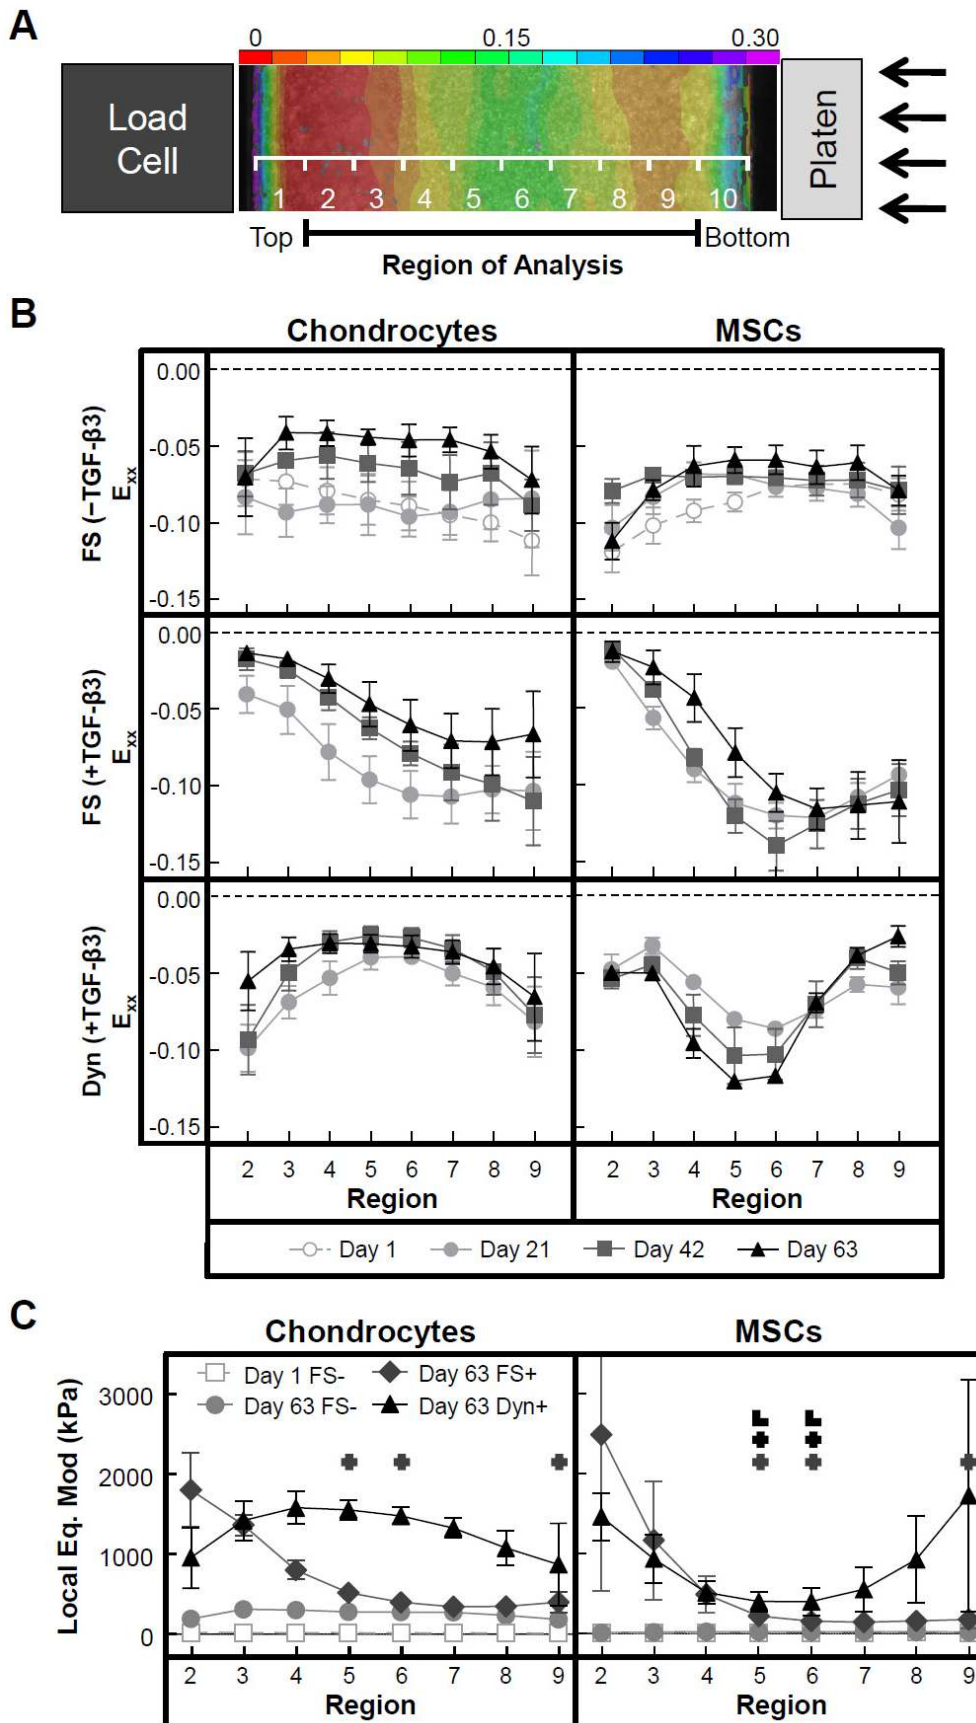 A
0 0.15 0.30
Load
Cell
Platen
1 2 3 4 5 6 7 8 9 10
Top Bottom
Region of Analysis
B
Chondrocytes MSCs
FS (−TGF-β3)
Exx
0.00
-0.05
-0.10
-0.15
FS (+TGF-β3)
Exx
0.00
-0.05
-0.10
-0.15
Dyn (+TGF-β3)
Exx
0.00
-0.05
-0.10
-0.15
2 3 4 5 6 7 8 9 2 3 4 5 6 7 8 9
Region Region
Day 1 Day 21 Day 42 Day 63
C
Chondrocytes MSCs
Day 1 FS- Day 63 FS+
Day 63 FS- Day 63 Dyn+
Local Eq. Mod (kPa)
3000
2000
1000
0
2 3 4 5 6 7 8 9 2 3 4 5 6 7 8 9
Region Region